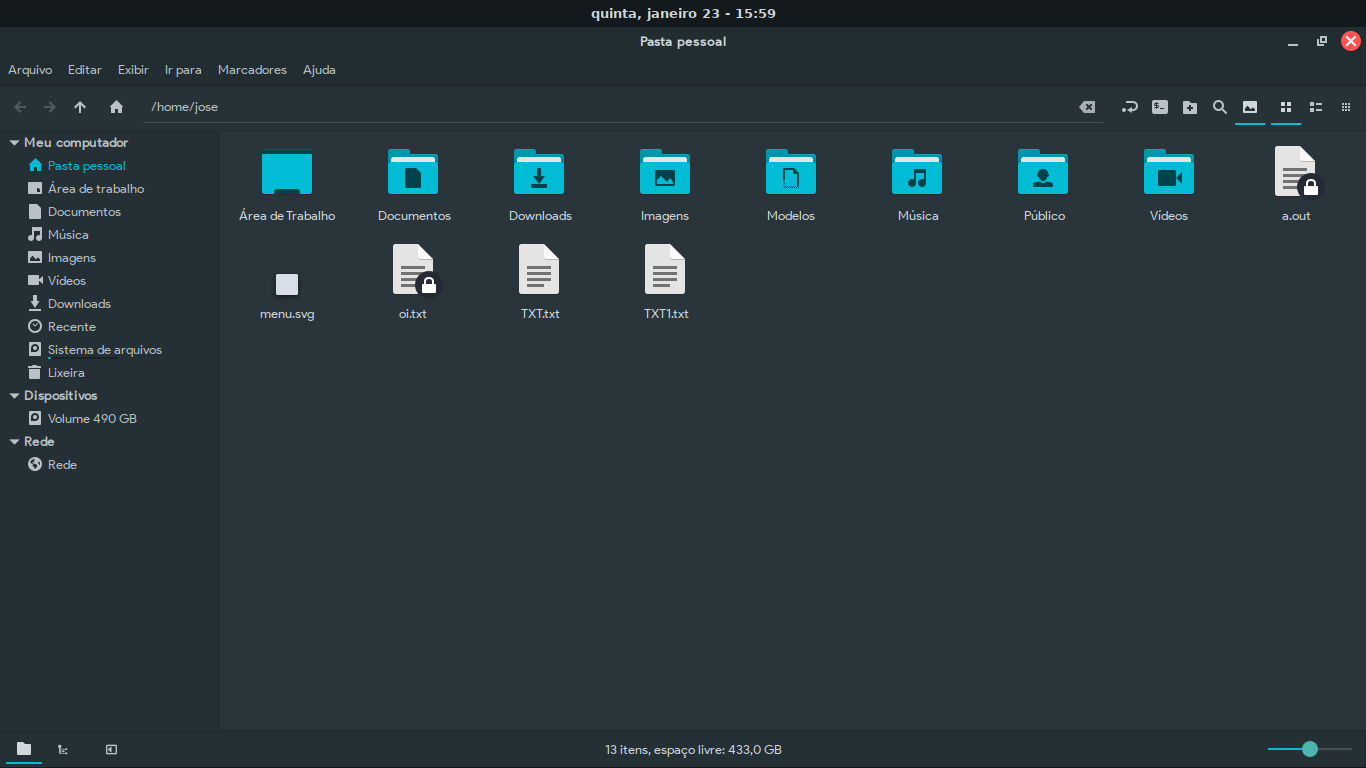 quinta, janeiro 23 - 15:59
Pasta pessoal
Arquivo Editar Exibir Ir para Marcadores Ajuda
/home/jose
Meu computador
Pasta pessoal
Área de trabalho
Documentos
Música
Imagens
Vídeos
Downloads
Recente
Sistema de arquivos
Lixeira
Dispositivos
Volume 490 GB
Rede
Rede
Área de Trabalho Documentos Downloads Imagens Modelos Música Público Vídeos a.out
menu.svg oi.txt TXT.txt TXT1.txt
13 itens, espaço livre: 433,0 GB